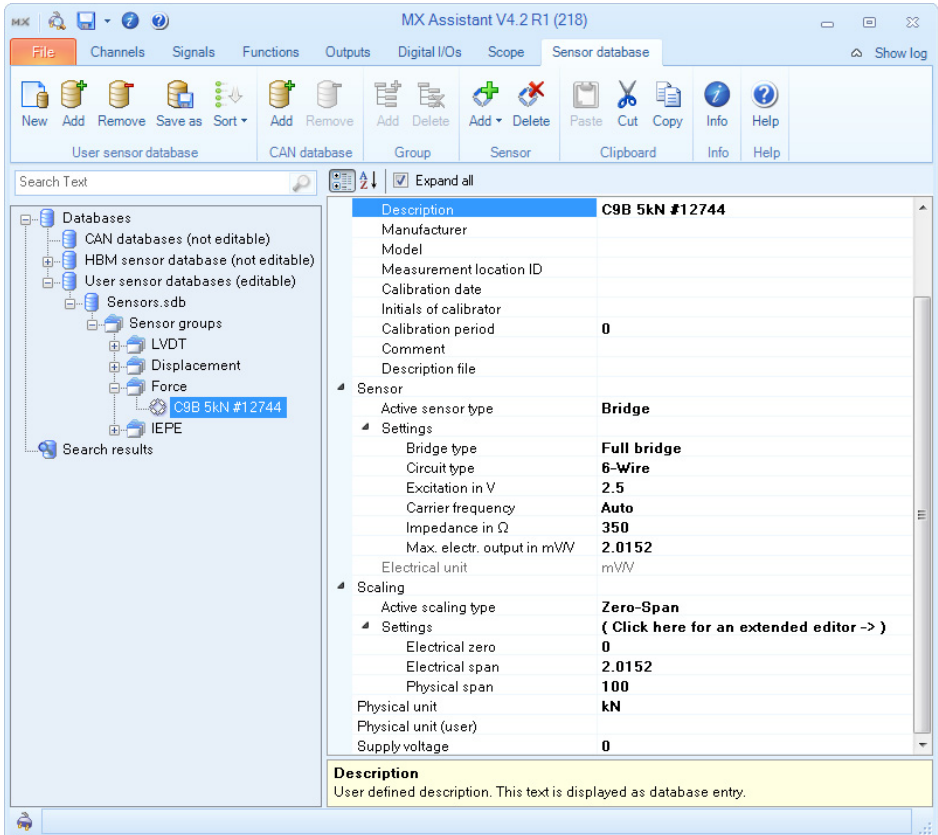 MX
MX Assistant V4.2 R1 (218)
File Channels Signals Functions Outputs Digital I/Os Scope Sensor database Show log
New Add Remove Save as Sort Add Remove Add Delete Add Delete Paste Cut Copy Info Help
User sensor database CAN database Group Sensor Clipboard Info Help
Search Text
Expand all
Databases
CAN databases (not editable)
HBM sensor database (not editable)
User sensor databases (editable)
Sensors.sdb
Sensor groups
LVDT
Displacement
Force
C9B 5kN #12744
IEPE
Search results
Description C9B 5kN #12744
Manufacturer
Model
Measurement location ID
Calibration date
Initials of calibrator
Calibration period 0
Comment
Description file
Sensor
Active sensor type Bridge
Settings
Bridge type Full bridge
Circuit type 6-Wire
Excitation in V 2.5
Carrier frequency Auto
Impedance in Ω 350
Max. electr. output in mV/V 2.0152
Electrical unit mV/V
Scaling
Active scaling type Zero-Span
Settings ( Click here for an extended editor -> )
Electrical zero 0
Electrical span 2.0152
Physical span 100
Physical unit kN
Physical unit (user)
Supply voltage 0
Description
User defined description. This text is displayed as database entry.